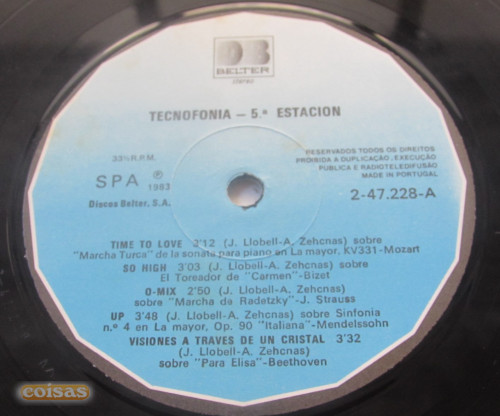 BELTER
stereo
TECNOFONIA – 5.ª ESTACION
33⅓ R.P.M.
SPA ℗ 1983
Discos Belter, S.A.
RESERVADOS TODOS OS DIREITOS
PROIBIDA A DUPLICAÇÃO, EXECUÇÃO
PUBLICA E RADIOTELEDIFUSÃO
MADE IN PORTUGAL
2-47.228-A
TIME TO LOVE 3'12 (J. Llobell-A. Zehcnas) sobre
"Marcha Turca" de la sonata para piano en La mayor, KV331-Mozart
SO HIGH 3'03 (J. Llobell-A. Zehcnas) sobre
El Toreador de "Carmen"-Bizet
O-MIX 2'50 (J. Llobell-A. Zehcnas)
sobre "Marcha de Radetzky"-J. Strauss
UP 3'48 (J. Llobell-A. Zehcnas) sobre Sinfonia
n.º 4 en La mayor, Op. 90 "Italiana"-Mendelssohn
VISIONES A TRAVES DE UN CRISTAL 3'32
(J. Llobell-A. Zehcnas)
sobre "Para Elisa"-Beethoven
coisas